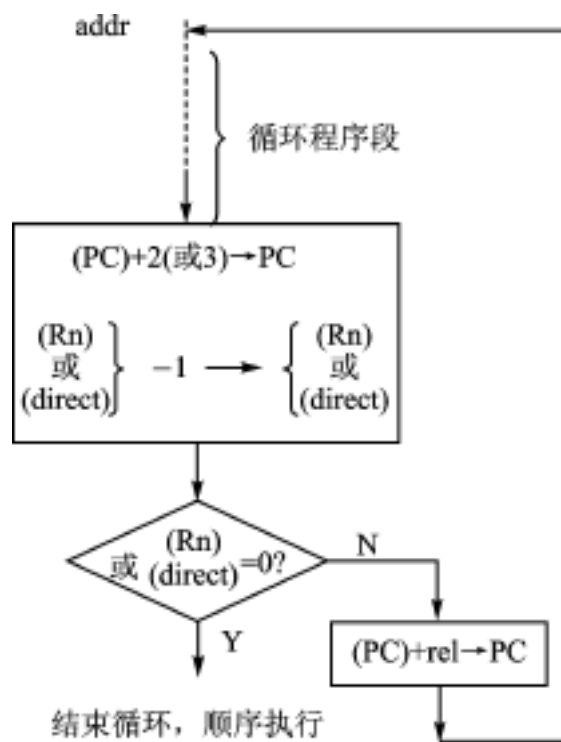 addr
循环程序段
(PC)+2(或3)→PC
(Rn)
或
(direct)
−1
(Rn)
或
(direct)
(Rn)
或 (direct) =0?
N
Y
(PC)+rel→PC
结束循环，顺序执行